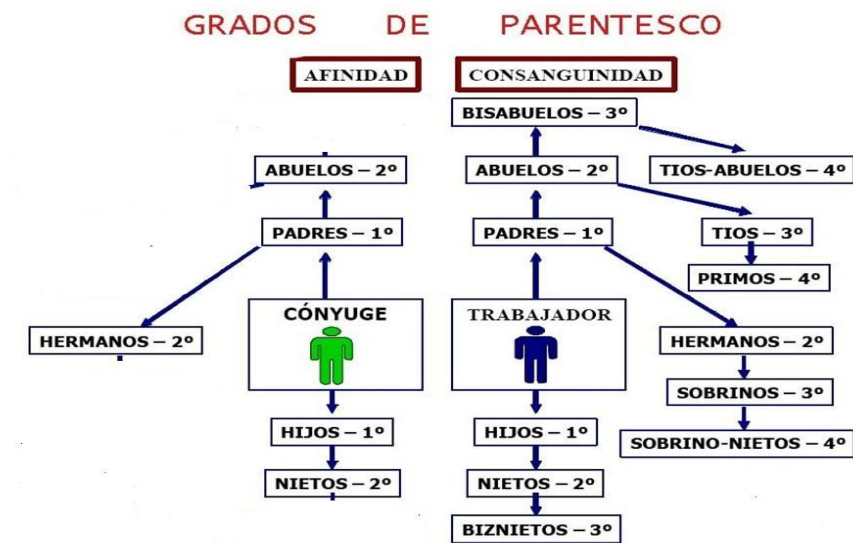 GRADOS DE PARENTESCO
AFINIDAD CONSANGUINIDAD
BISABUELOS – 3º
ABUELOS – 2º ABUELOS – 2º TIOS-ABUELOS – 4º
PADRES – 1º PADRES – 1º TIOS – 3º
PRIMOS – 4º
CÓNYUGE TRABAJADOR
HERMANOS – 2º HERMANOS – 2º
SOBRINOS – 3º
HIJOS – 1º HIJOS – 1º SOBRINO-NIETOS – 4º
NIETOS – 2º NIETOS – 2º
BIZNIETOS – 3º